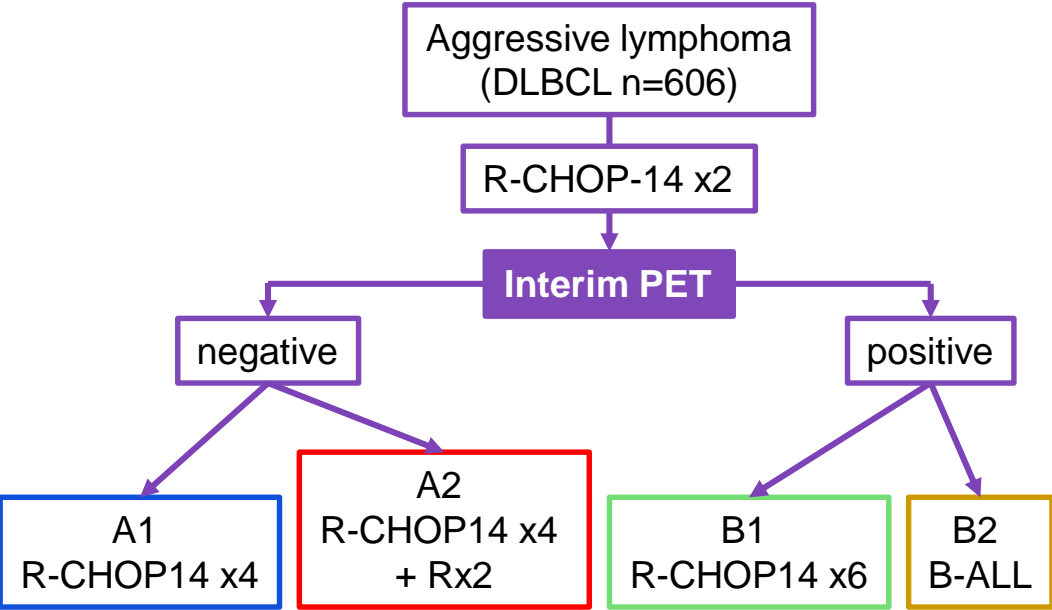 Aggressive lymphoma
(DLBCL n=606)
R-CHOP-14 x2
Interim PET
negative
positive
A1
R-CHOP14 x4
A2
R-CHOP14 x4
+ Rx2
B1
R-CHOP14 x6
B2
B-ALL